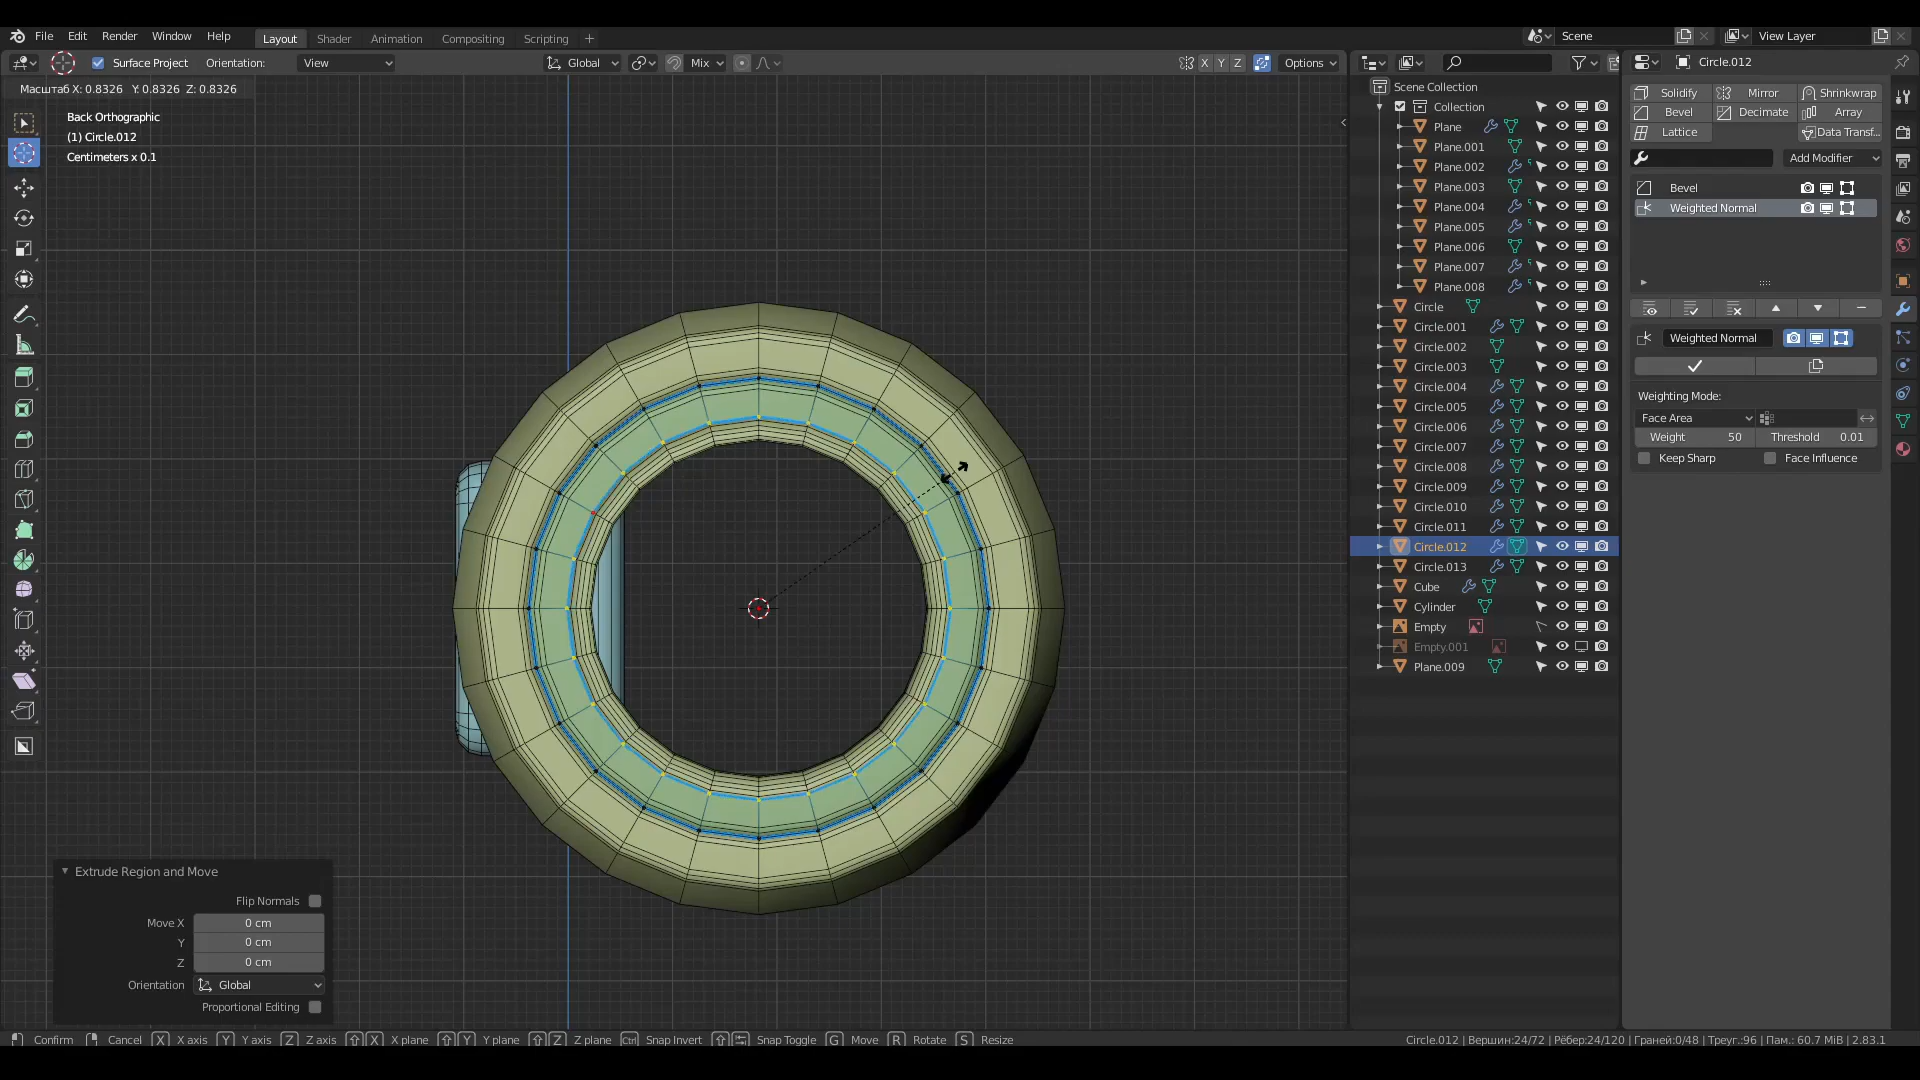 File Edit Render Window Help Layout Shader Animation Compositing Scripting + Scene View Layer
Surface Project Orientation: View Global Mix X Y Z Options Circle.012
Масштаб X: 0.8326 Y: 0.8326 Z: 0.8326
Back Orthographic
(1) Circle.012
Centimeters x 0.1
Scene Collection
Collection
Plane
Plane.001
Plane.002
Plane.003
Plane.004
Plane.005
Plane.006
Plane.007
Plane.008
Circle
Circle.001
Circle.002
Circle.003
Circle.004
Circle.005
Circle.006
Circle.007
Circle.008
Circle.009
Circle.010
Circle.011
Circle.012
Circle.013
Cube
Cylinder
Empty
Empty.001
Plane.009
Solidify Mirror Shrinkwrap
Bevel Decimate Array
Lattice Data Transf...
Add Modifier
Bevel
Weighted Normal
Weighted Normal
Weighting Mode:
Face Area
Weight 50 Threshold 0.01
Keep Sharp Face Influence
Extrude Region and Move
Flip Normals
Move X 0 cm
Y 0 cm
Z 0 cm
Orientation Global
Proportional Editing
Confirm Cancel X X axis Y Y axis Z Z axis X X plane Y Y plane Z Z plane Ctrl Snap Invert Snap Toggle G Move R Rotate S Resize Circle.012 | Вершин:24/72 | Рёбер:24/120 | Граней:0/48 | Треуг.:96 | Пам.: 60.7 MiB | 2.83.1